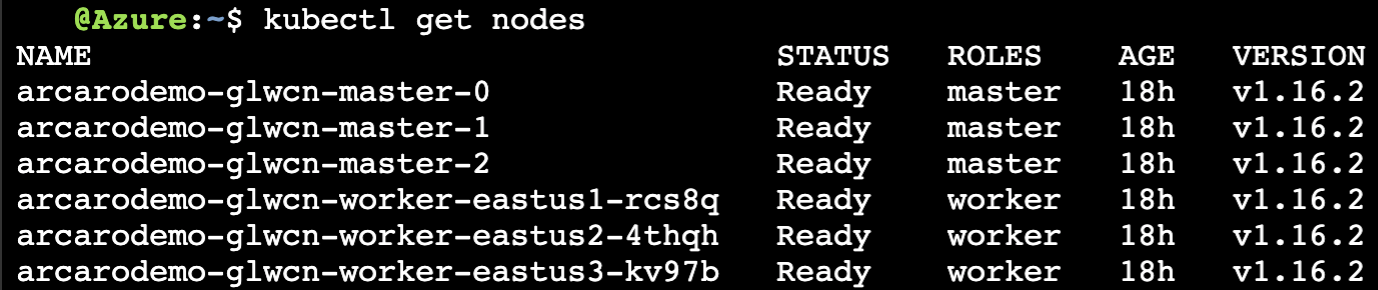 @Azure:~$ kubectl get nodes
NAME STATUS ROLES AGE VERSION
arcarodemo-glwcn-master-0 Ready master 18h v1.16.2
arcarodemo-glwcn-master-1 Ready master 18h v1.16.2
arcarodemo-glwcn-master-2 Ready master 18h v1.16.2
arcarodemo-glwcn-worker-eastus1-rcs8q Ready worker 18h v1.16.2
arcarodemo-glwcn-worker-eastus2-4thqh Ready worker 18h v1.16.2
arcarodemo-glwcn-worker-eastus3-kv97b Ready worker 18h v1.16.2